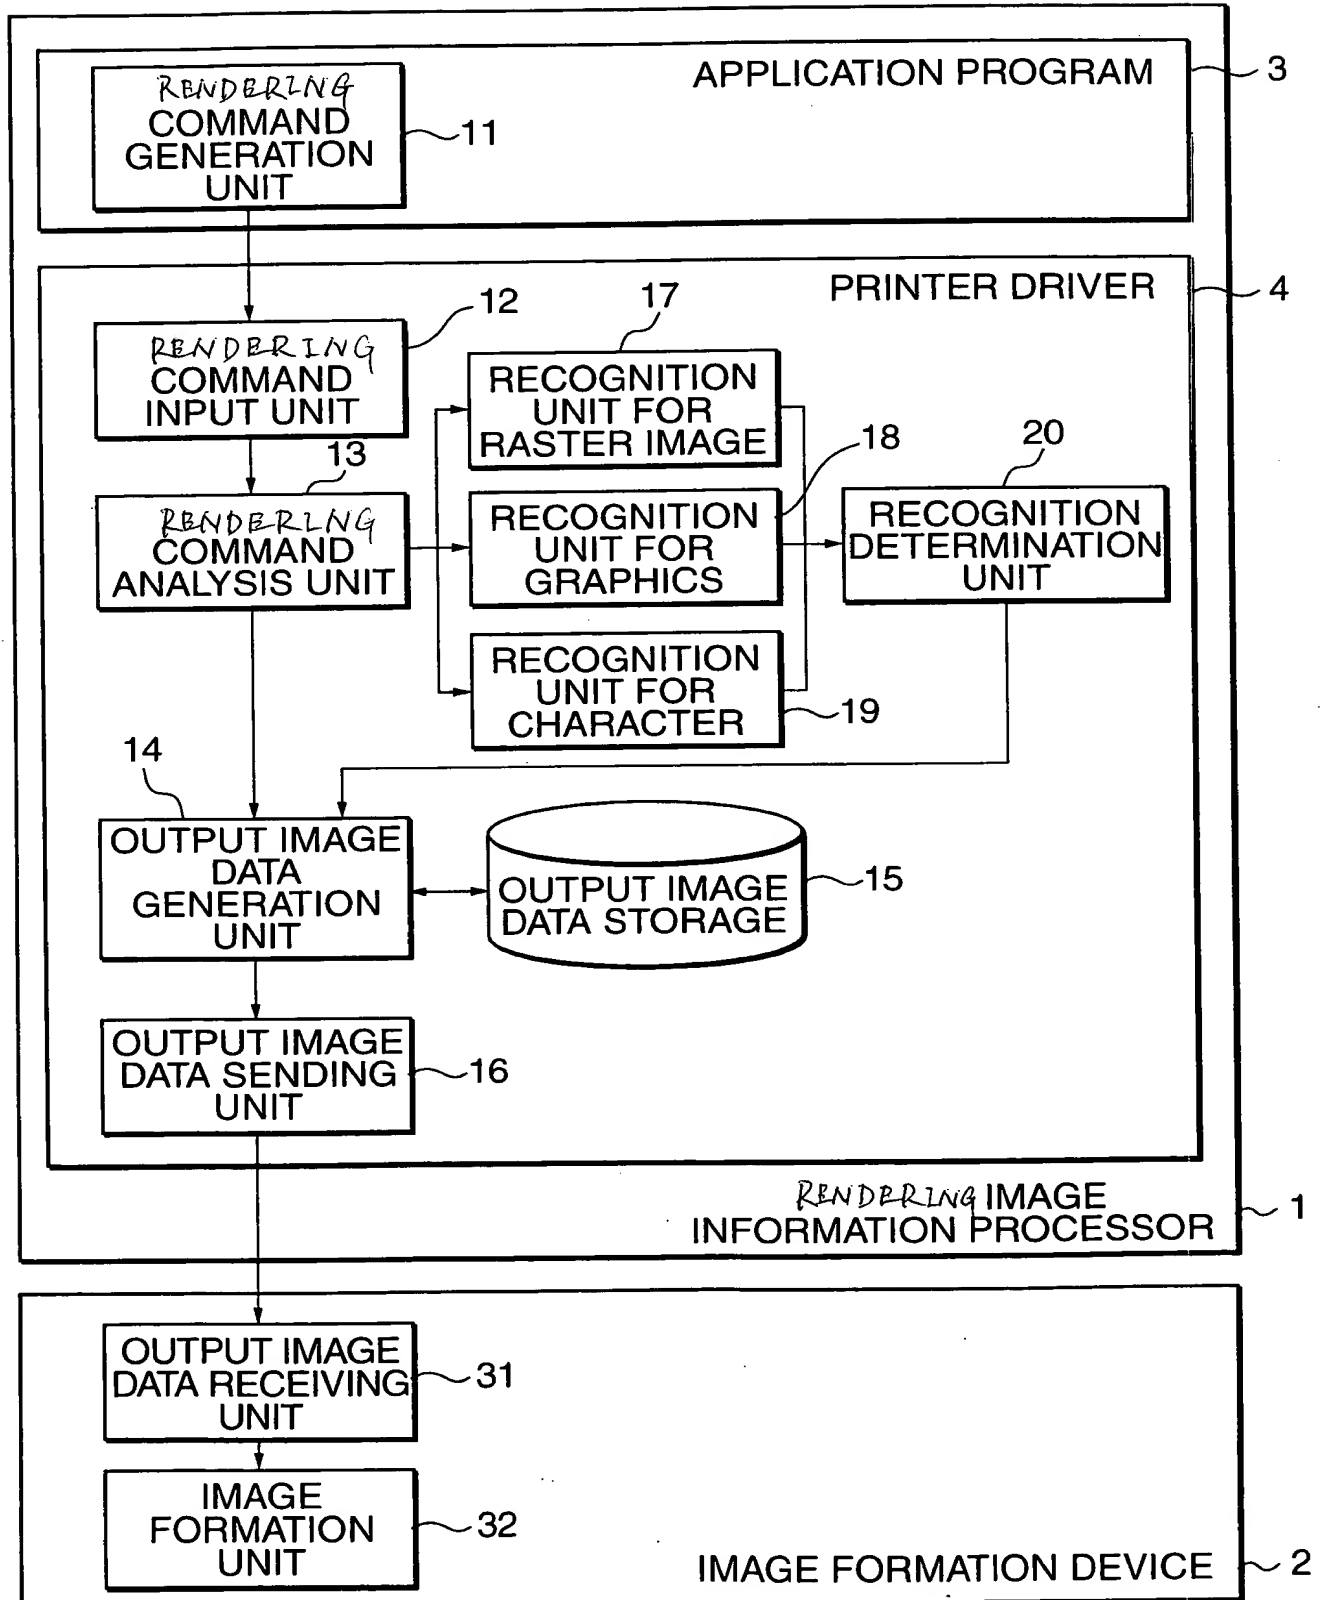 APPLICATION PROGRAM
3
RENDERING
COMMAND
GENERATION
UNIT
11
PRINTER DRIVER
4
RENDERING
COMMAND
INPUT UNIT
12
RENDERING
COMMAND
ANALYSIS UNIT
13
RECOGNITION
UNIT FOR
RASTER IMAGE
17
RECOGNITION
UNIT FOR
GRAPHICS
18
RECOGNITION
UNIT FOR
CHARACTER
19
RECOGNITION
DETERMINATION
UNIT
20
14
OUTPUT IMAGE
DATA
GENERATION
UNIT
OUTPUT IMAGE
DATA STORAGE
15
OUTPUT IMAGE
DATA SENDING
UNIT
16
RENDERING IMAGE
INFORMATION PROCESSOR
1
OUTPUT IMAGE
DATA RECEIVING
UNIT
31
IMAGE
FORMATION
UNIT
32
IMAGE FORMATION DEVICE
2